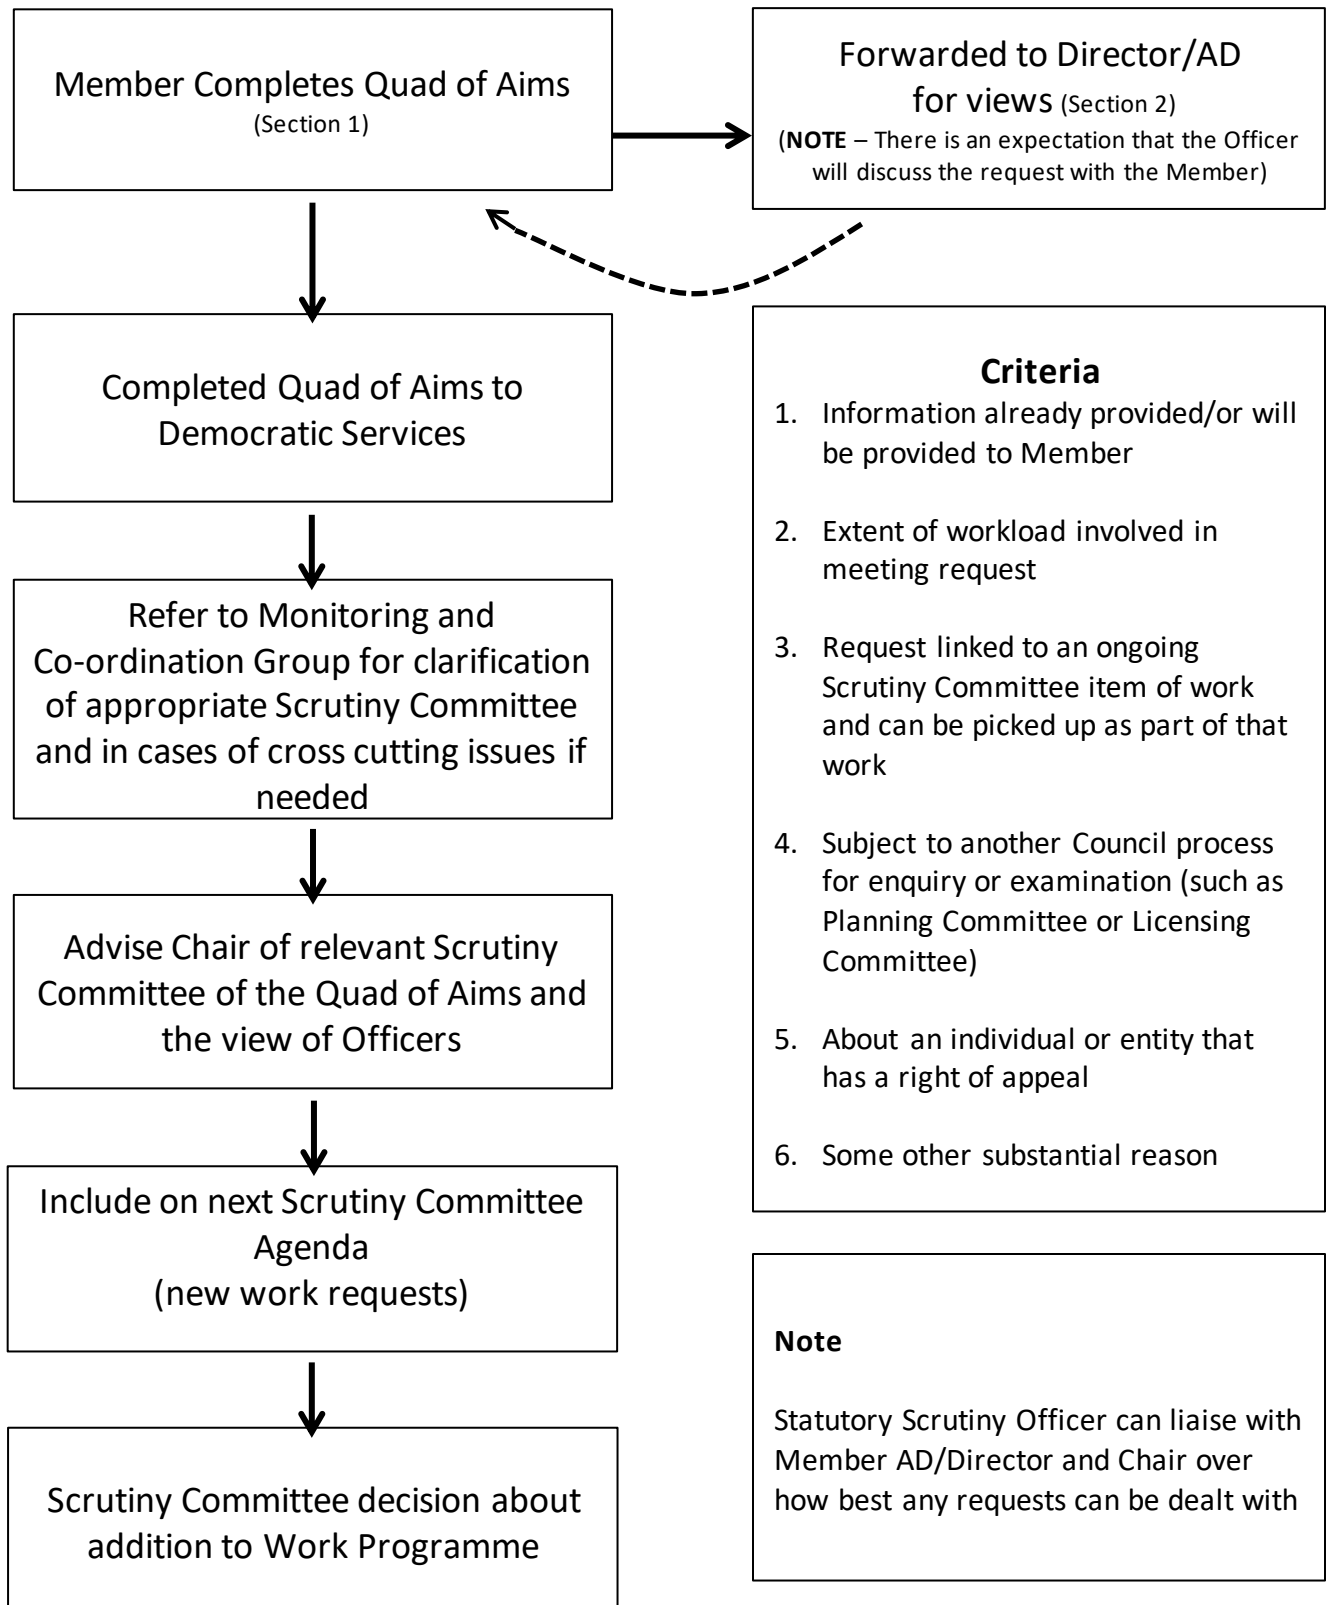 Member Completes Quad of Aims
(Section 1)
Forwarded to Director/AD
for views (Section 2)
(NOTE – There is an expectation that the Officer
will discuss the request with the Member)
Completed Quad of Aims to
Democratic Services
Refer to Monitoring and
Co-ordination Group for clarification
of appropriate Scrutiny Committee
and in cases of cross cutting issues if
needed
Advise Chair of relevant Scrutiny
Committee of the Quad of Aims and
the view of Officers
Include on next Scrutiny Committee
Agenda
(new work requests)
Scrutiny Committee decision about
addition to Work Programme
Criteria
1. Information already provided/or will
be provided to Member
2. Extent of workload involved in
meeting request
3. Request linked to an ongoing
Scrutiny Committee item of work
and can be picked up as part of that
work
4. Subject to another Council process
for enquiry or examination (such as
Planning Committee or Licensing
Committee)
5. About an individual or entity that
has a right of appeal
6. Some other substantial reason
Note
Statutory Scrutiny Officer can liaise with
Member AD/Director and Chair over
how best any requests can be dealt with